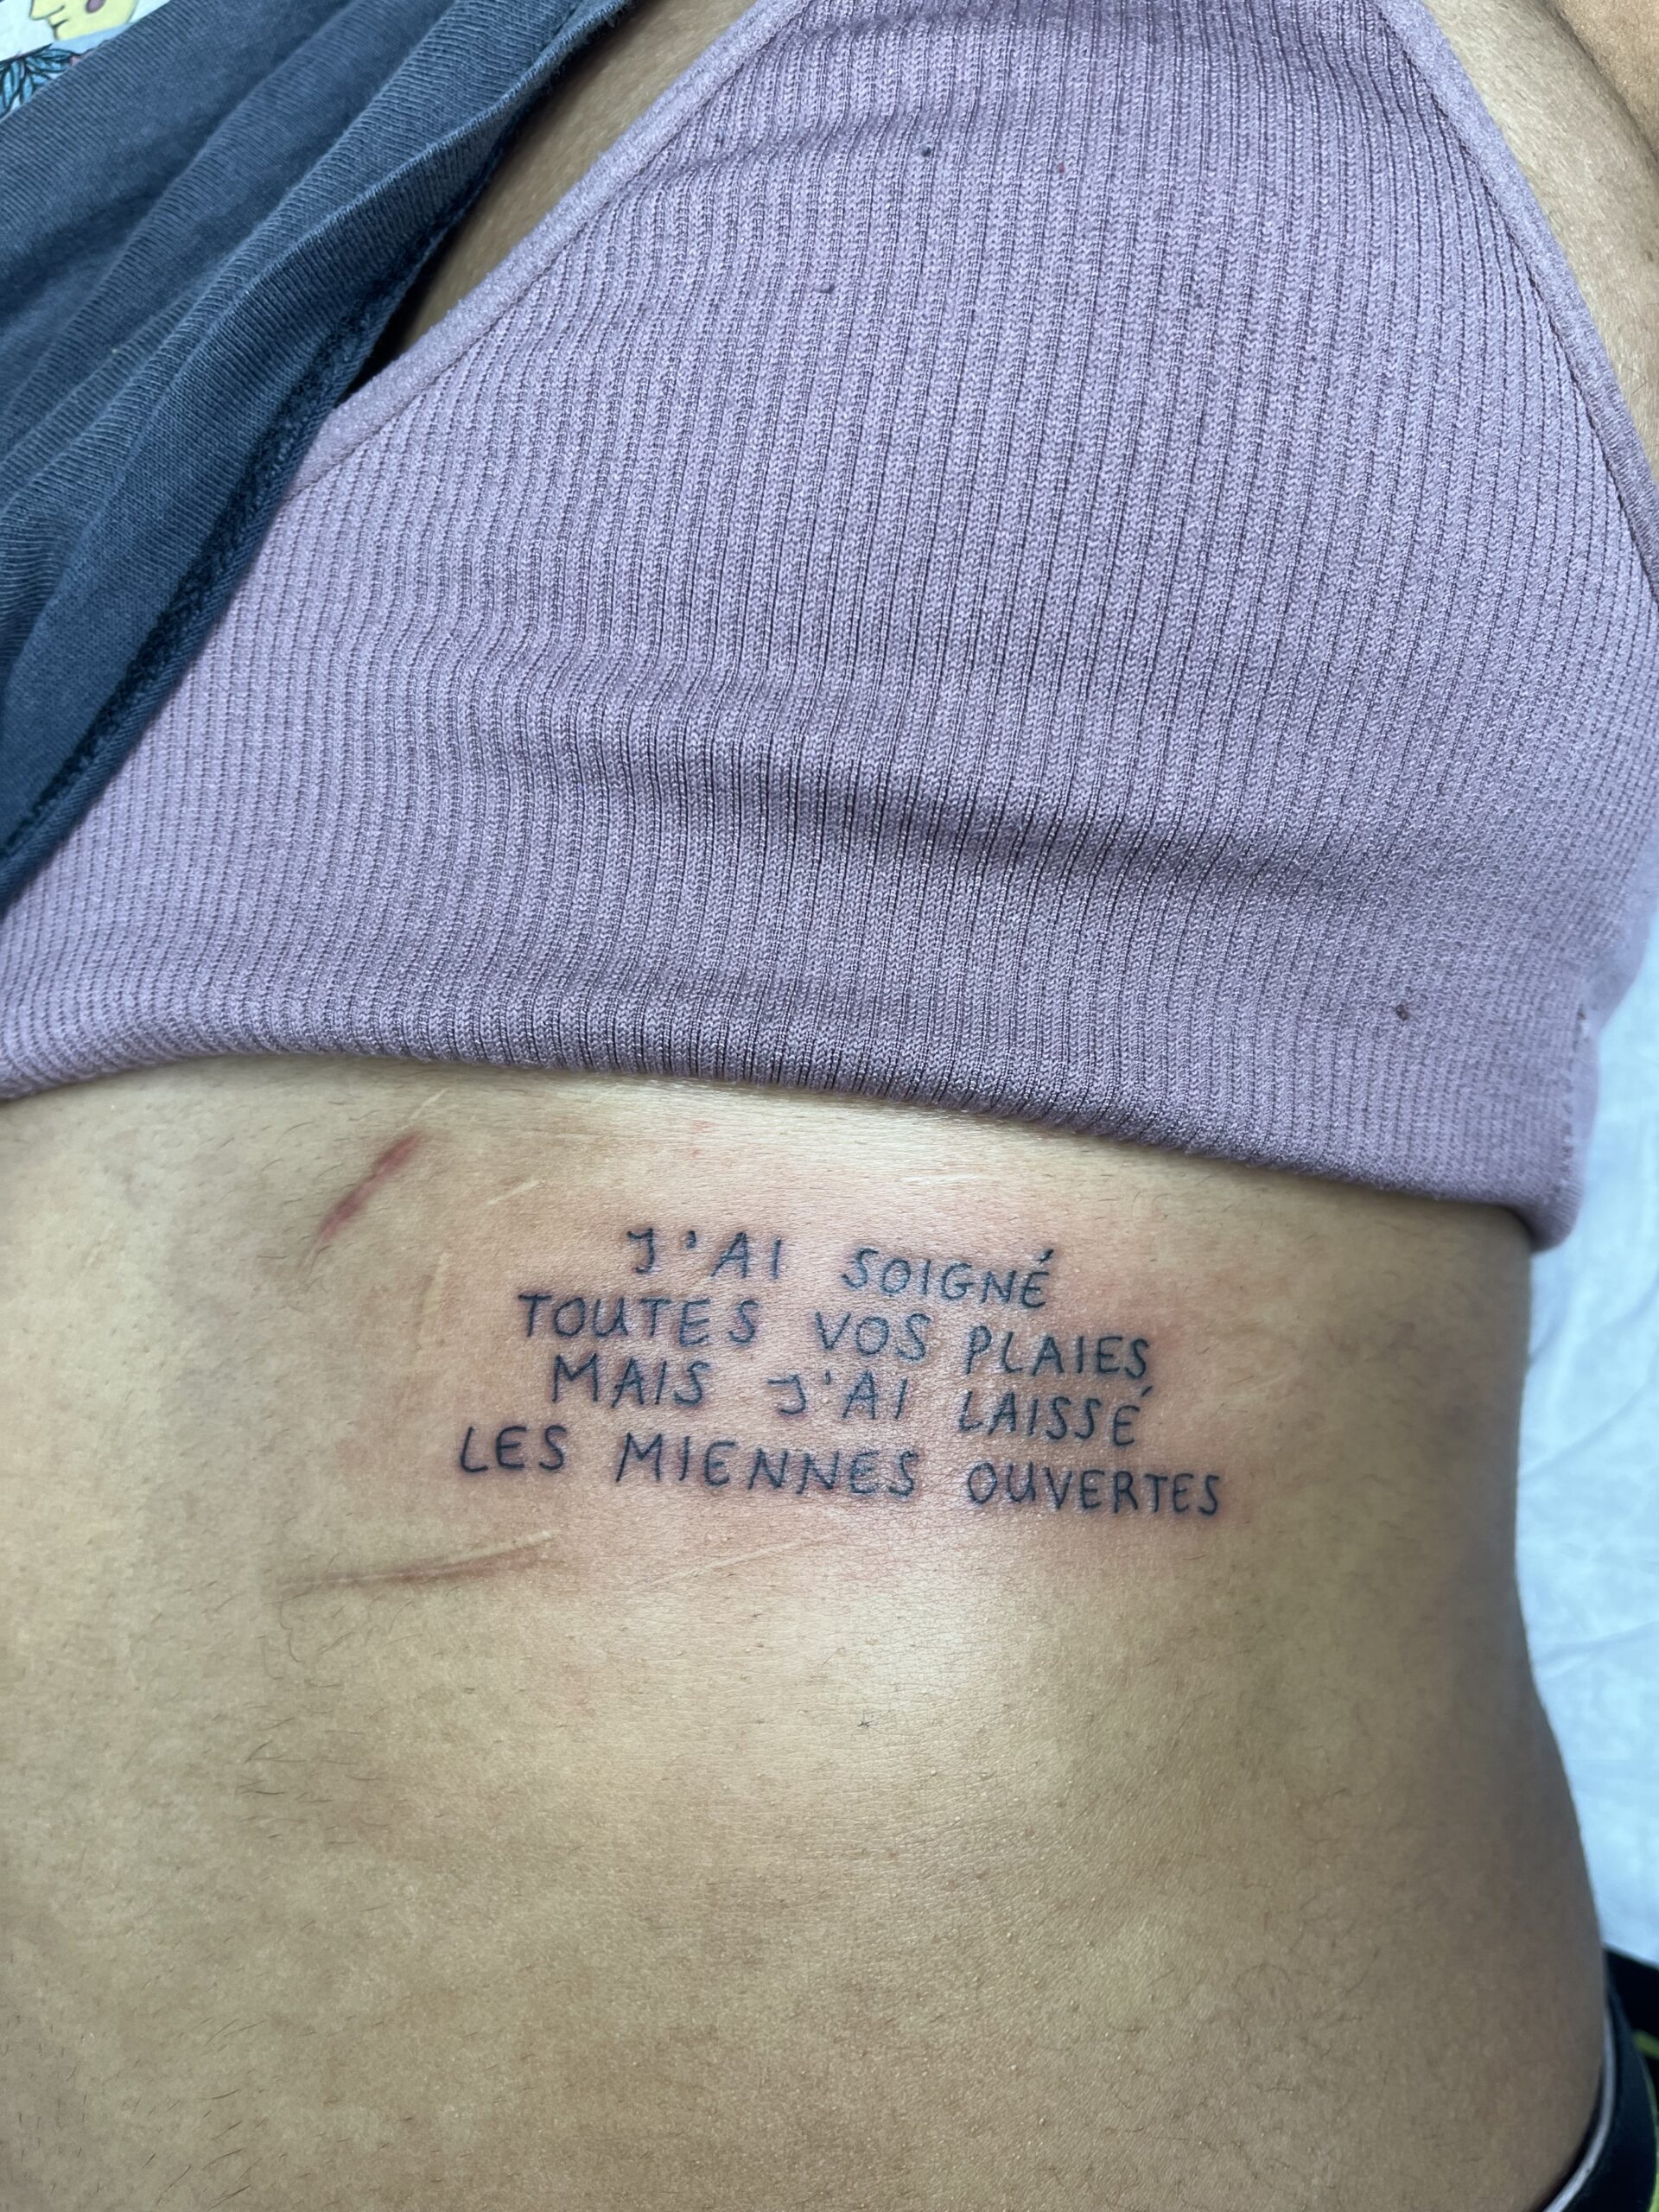 J'AI SOIGNÉ
TOUTES VOS PLAIES
MAIS J'AI LAISSÉ
LES MIENNES OUVERTES